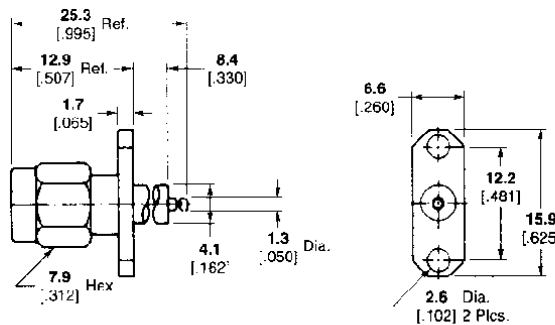 25.3 Ref.
[.995]
12.9 Ref.
[.507]
8.4
[.330]
1.7
[.065]
6.6
[.260]
12.2
[.481]
15.9
[.625]
4.1
[.162]
1.3 Dia.
[.050]
7.9 Hex
[.312]
2.6 Dia.
[.102] 2 Plcs.